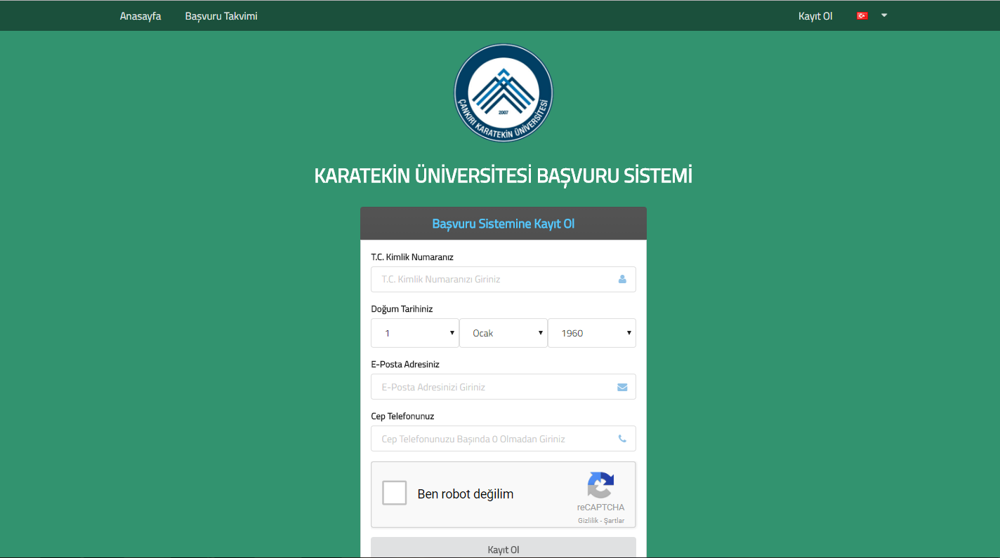 Anasayfa Başvuru Takvimi Kayıt Ol
2007
ÇANKIRI KARATEKİN ÜNİVERSİTESİ
KARATEKİN ÜNİVERSİTESİ BAŞVURU SİSTEMİ
Başvuru Sistemine Kayıt Ol
T.C. Kimlik Numaranız
T.C. Kimlik Numaranızı Giriniz
Doğum Tarihiniz
1 Ocak 1960
E-Posta Adresiniz
E-Posta Adresinizi Giriniz
Cep Telefonunuz
Cep Telefonunuzu Başında 0 Olmadan Giriniz
Ben robot değilim
reCAPTCHA
Gizlilik - Şartlar
Kayıt Ol